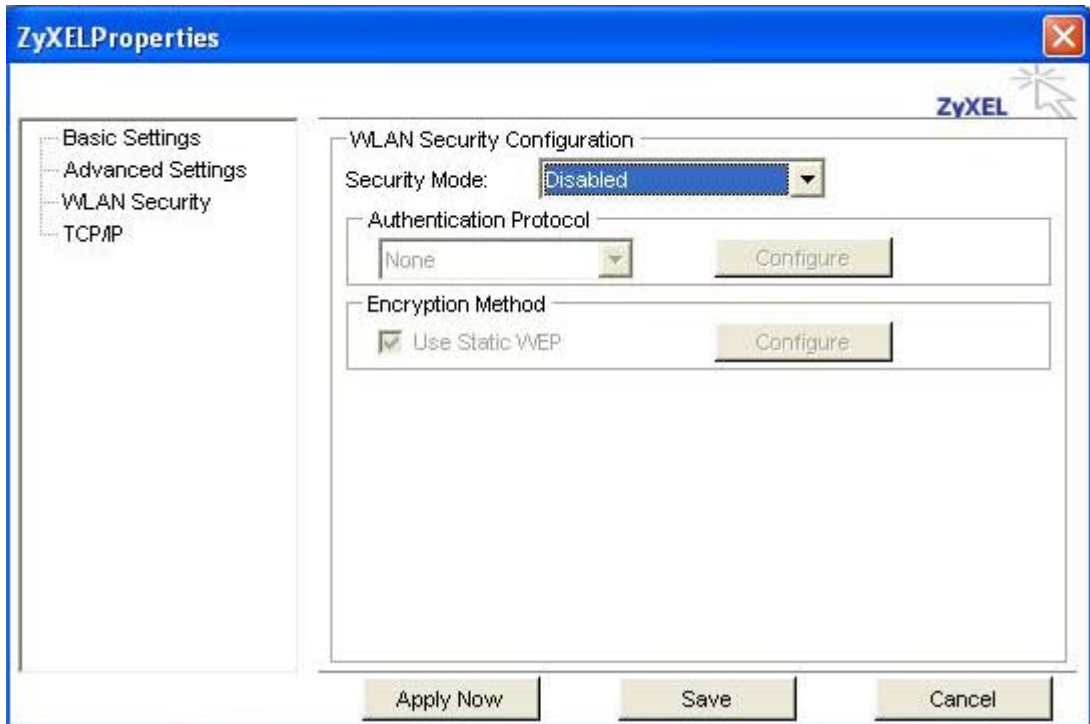 ZyXELProperties
ZyXEL
Basic Settings
Advanced Settings
WLAN Security
TCP/IP
WLAN Security Configuration
Security Mode: Disabled
Authentication Protocol
None Configure
Encryption Method
Use Static WEP Configure
Apply Now Save Cancel